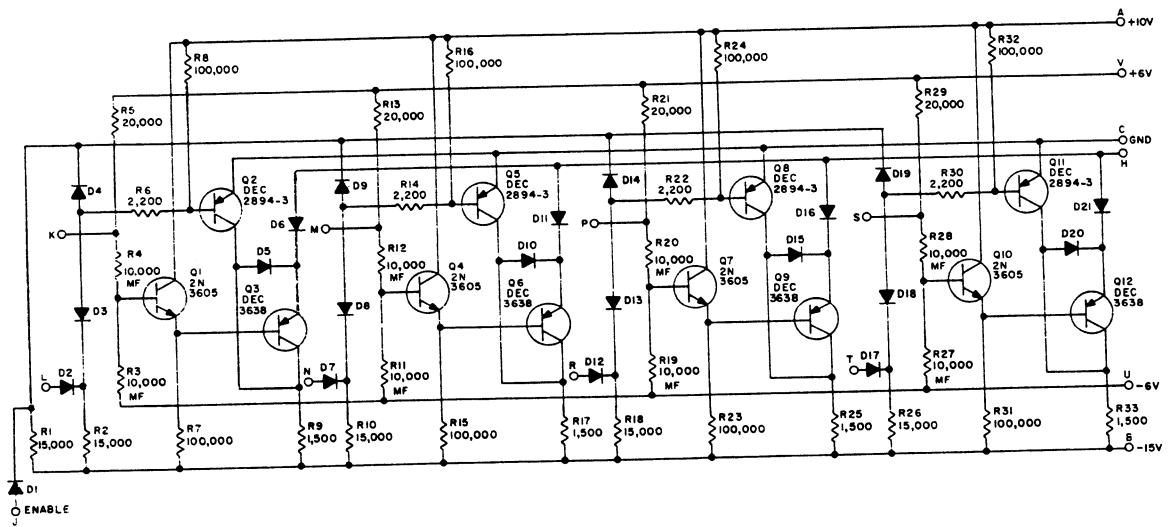 A
+10V
R8
100,000
R16
100,000
R24
100,000
R32
100,000
V
+6V
R5
20,000
R13
20,000
R21
20,000
R29
20,000
C
GND
H
D4
R6
2,200
Q2
DEC
2894-3
D6
D9
R14
2,200
Q5
DEC
2894-3
D11
D14
R22
2,200
Q8
DEC
2894-3
D16
D19
R30
2,200
Q11
DEC
2894-3
D21
K
R4
10,000
MF
Q1
2N
3605
D5
Q3
DEC
3638
M
R12
10,000
MF
Q4
2N
3605
D10
Q6
DEC
3638
P
R20
10,000
MF
Q7
2N
3605
D15
Q9
DEC
3638
S
R28
10,000
MF
Q10
2N
3605
D20
Q12
DEC
3638
D3
D8
D13
D18
L
D2
R3
10,000
MF
N
D7
R11
10,000
MF
R
D12
R19
10,000
MF
T
D17
R27
10,000
MF
U
-6V
R1
15,000
R2
15,000
R7
100,000
R9
1,500
R10
15,000
R15
100,000
R17
1,500
R18
15,000
R23
100,000
R25
1,500
R26
15,000
R31
100,000
R33
1,500
B
-15V
D1
ENABLE
J